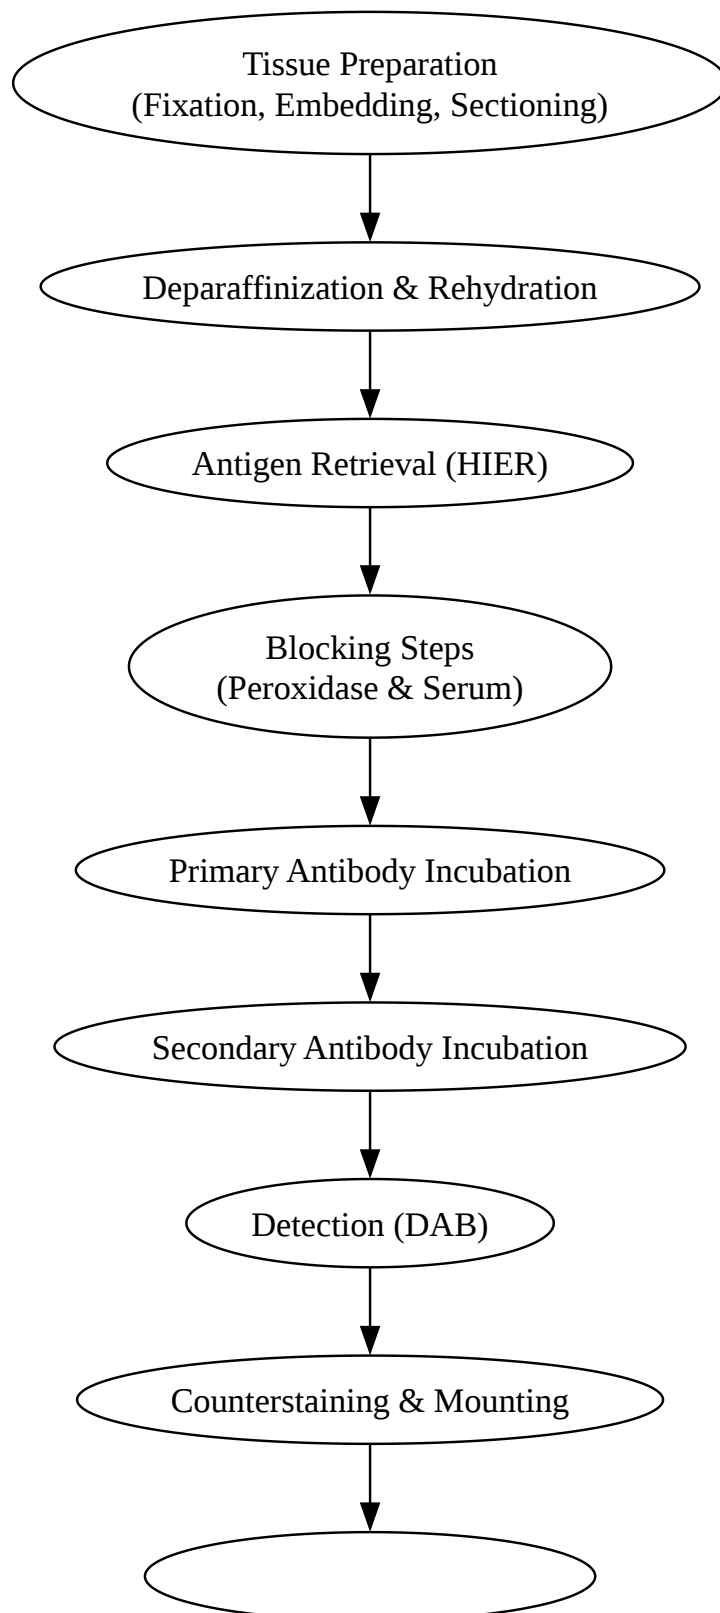 Tissue Preparation
(Fixation, Embedding, Sectioning)
Deparaffinization & Rehydration
Antigen Retrieval (HIER)
Blocking Steps
(Peroxidase & Serum)
Primary Antibody Incubation
Secondary Antibody Incubation
Detection (DAB)
Counterstaining & Mounting